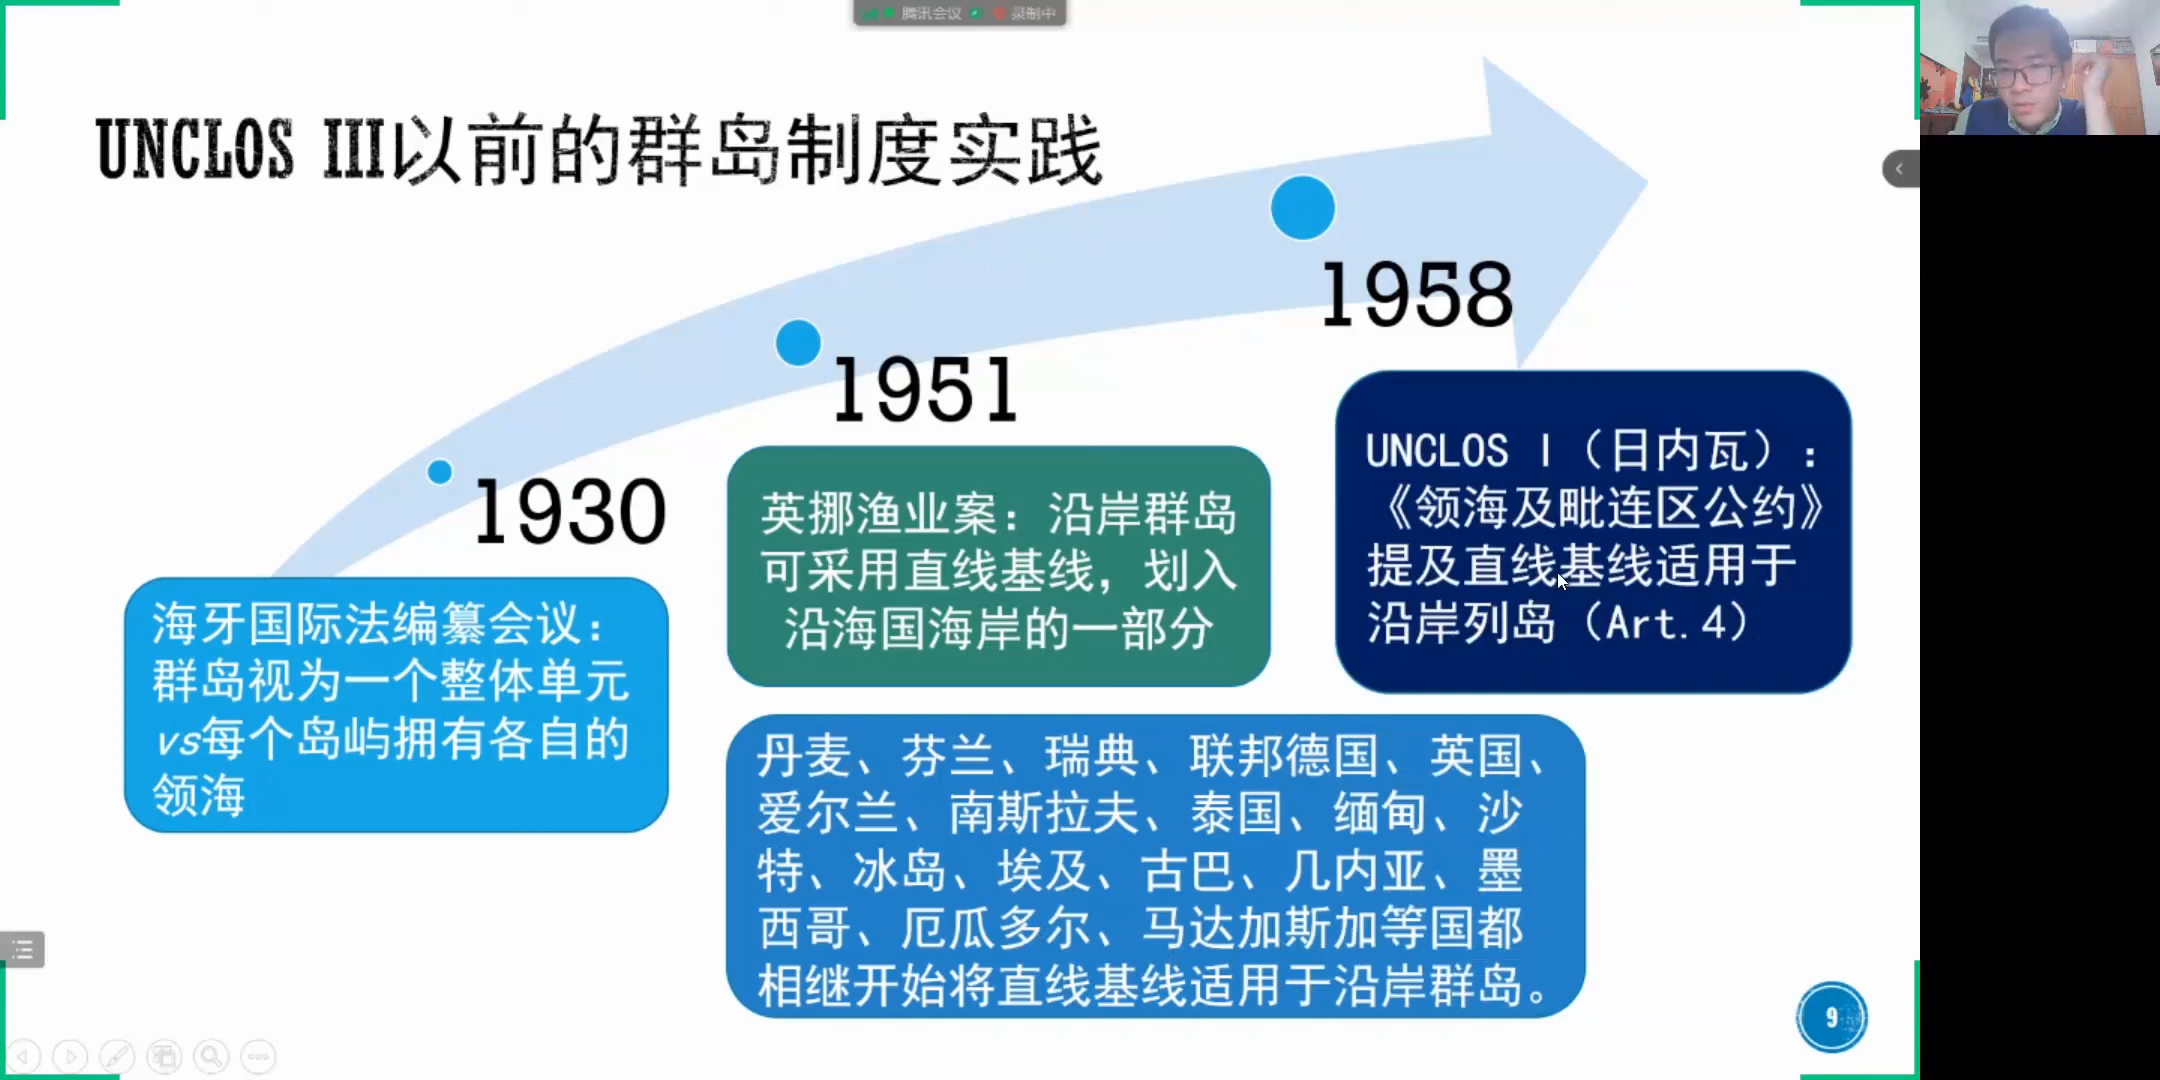 腾讯会议 录制中
UNCLOS III以前的群岛制度实践
1930
海牙国际法编纂会议：
群岛视为一个整体单元
vs每个岛屿拥有各自的
领海
1951
英挪渔业案：沿岸群岛
可采用直线基线，划入
沿海国海岸的一部分
1958
UNCLOS I（日内瓦）：
《领海及毗连区公约》
提及直线基线适用于
沿岸列岛（Art.4）
丹麦、芬兰、瑞典、联邦德国、英国、
爱尔兰、南斯拉夫、泰国、缅甸、沙
特、冰岛、埃及、古巴、几内亚、墨
西哥、厄瓜多尔、马达加斯加等国都
相继开始将直线基线适用于沿岸群岛。
9